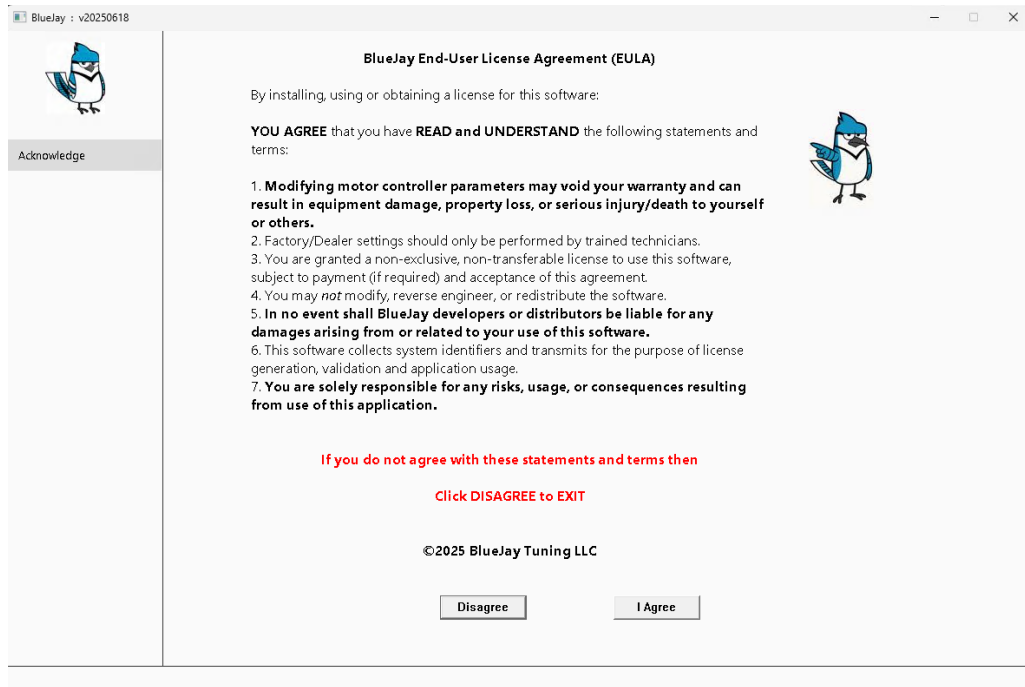 BlueJay : v20250618
Acknowledge
BlueJay End-User License Agreement (EULA)
By installing, using or obtaining a license for this software:
YOU AGREE that you have READ and UNDERSTAND the following statements and
terms:
1. Modifying motor controller parameters may void your warranty and can
result in equipment damage, property loss, or serious injury/death to yourself
or others.
2. Factory/Dealer settings should only be performed by trained technicians.
3. You are granted a non-exclusive, non-transferable license to use this software,
subject to payment (if required) and acceptance of this agreement.
4. You may not modify, reverse engineer, or redistribute the software.
5. In no event shall BlueJay developers or distributors be liable for any
damages arising from or related to your use of this software.
6. This software collects system identifiers and transmits for the purpose of license
generation, validation and application usage.
7. You are solely responsible for any risks, usage, or consequences resulting
from use of this application.
If you do not agree with these statements and terms then
Click DISAGREE to EXIT
©2025 BlueJay Tuning LLC
Disagree
I Agree